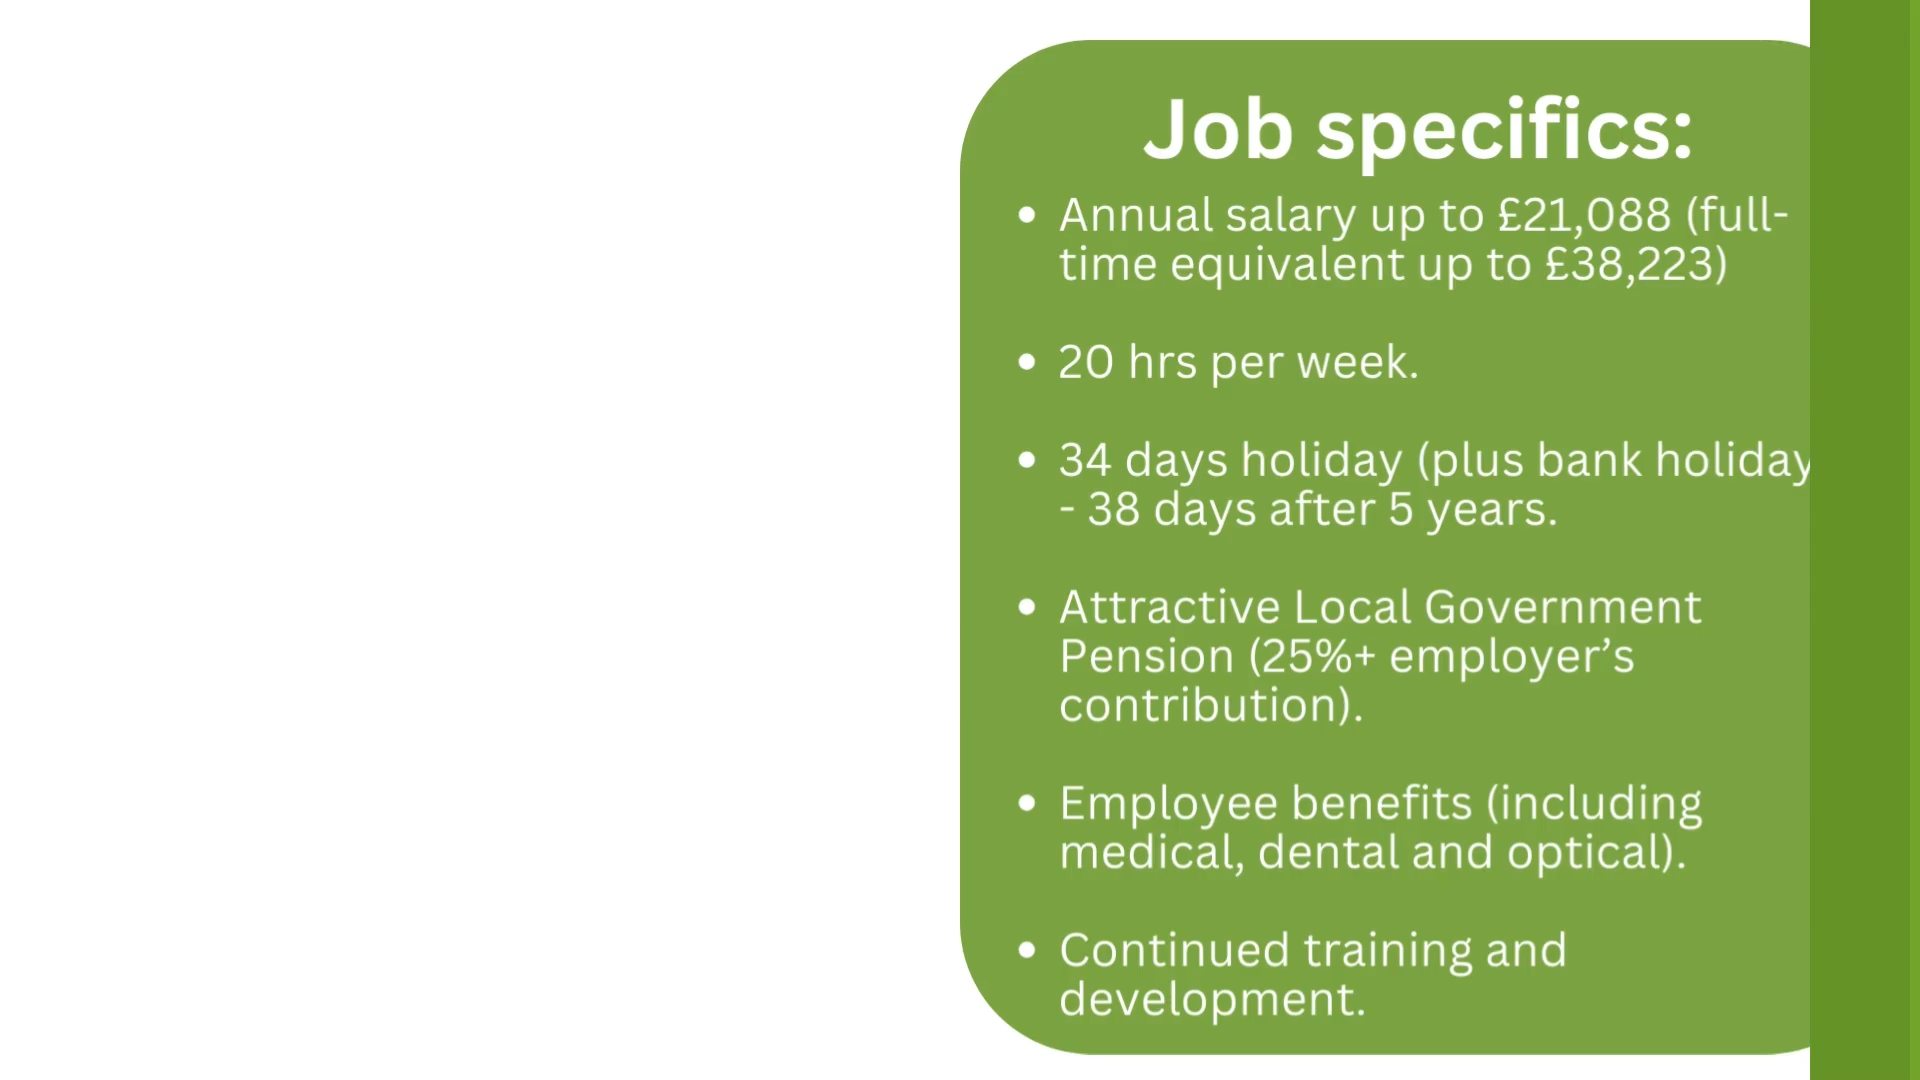 Job specifics:
• Annual salary up to £21,088 (full-
time equivalent up to £38,223)
• 20 hrs per week.
• 34 days holiday (plus bank holiday
- 38 days after 5 years.
• Attractive Local Government
Pension (25%+ employer’s
contribution).
• Employee benefits (including
medical, dental and optical).
• Continued training and
development.